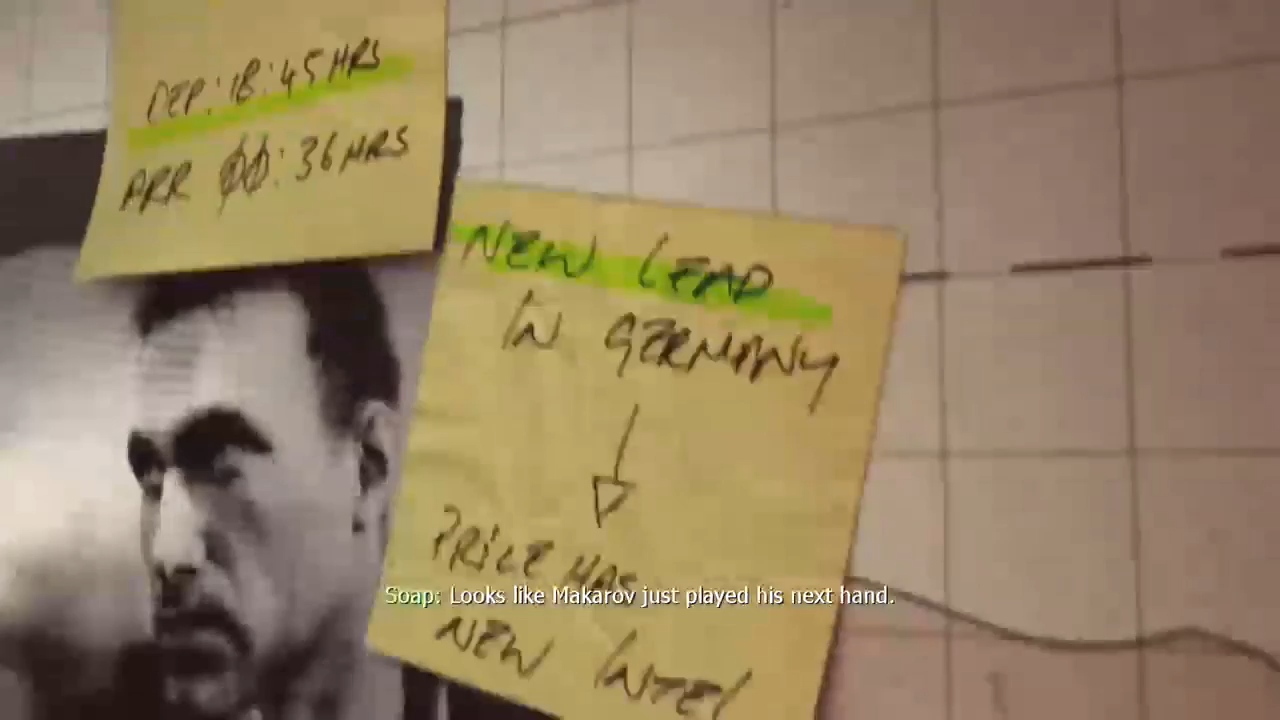 DEP: 18:45 HRS
ARR 00:36 HRS
NEW LEAD
IN GERMANY
PRICE HAS
NEW INTEL
Soap: Looks like Makarov just played his next hand.